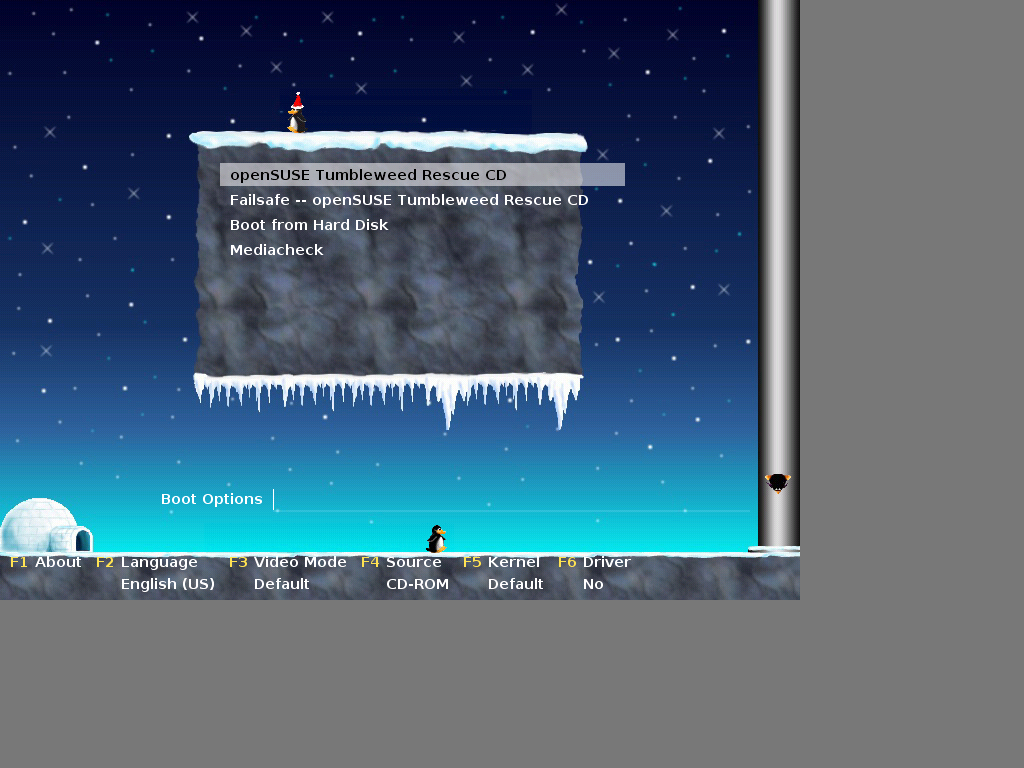 openSUSE Tumbleweed Rescue CD
Failsafe -- openSUSE Tumbleweed Rescue CD
Boot from Hard Disk
Mediacheck
Boot Options
F1 About F2 Language F3 Video Mode F4 Source F5 Kernel F6 Driver
English (US) Default CD-ROM Default No